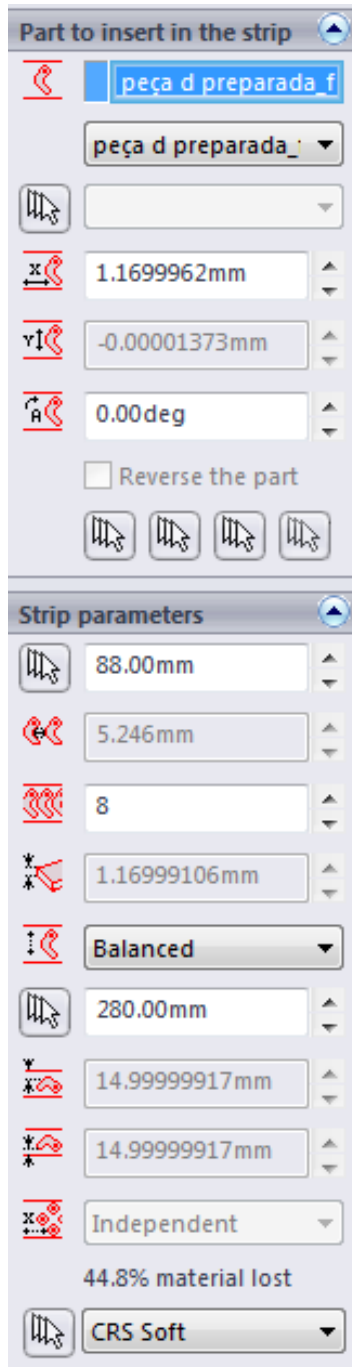 Part to insert in the strip
peça d preparada_f
peça d preparada_
1.1699962mm
-0.00001373mm
0.00deg
Reverse the part
Strip parameters
88.00mm
5.246mm
8
1.16999106mm
Balanced
280.00mm
14.99999917mm
14.99999917mm
Independent
44.8% material lost
CRS Soft